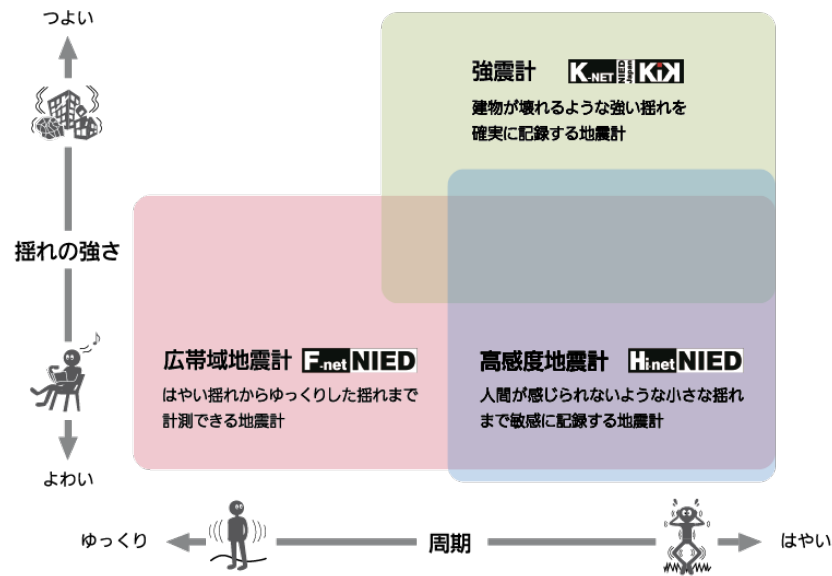 つよい
強震計 K-NET NIED Japan KiK
建物が壊れるような強い揺れを
確実に記録する地震計
揺れの強さ
広帯域地震計 F-net NIED
はやい揺れからゆっくりした揺れまで
計測できる地震計
高感度地震計 Hi-net NIED
人間が感じられないような小さな揺れ
まで敏感に記録する地震計
よわい
ゆっくり
周期
はやい